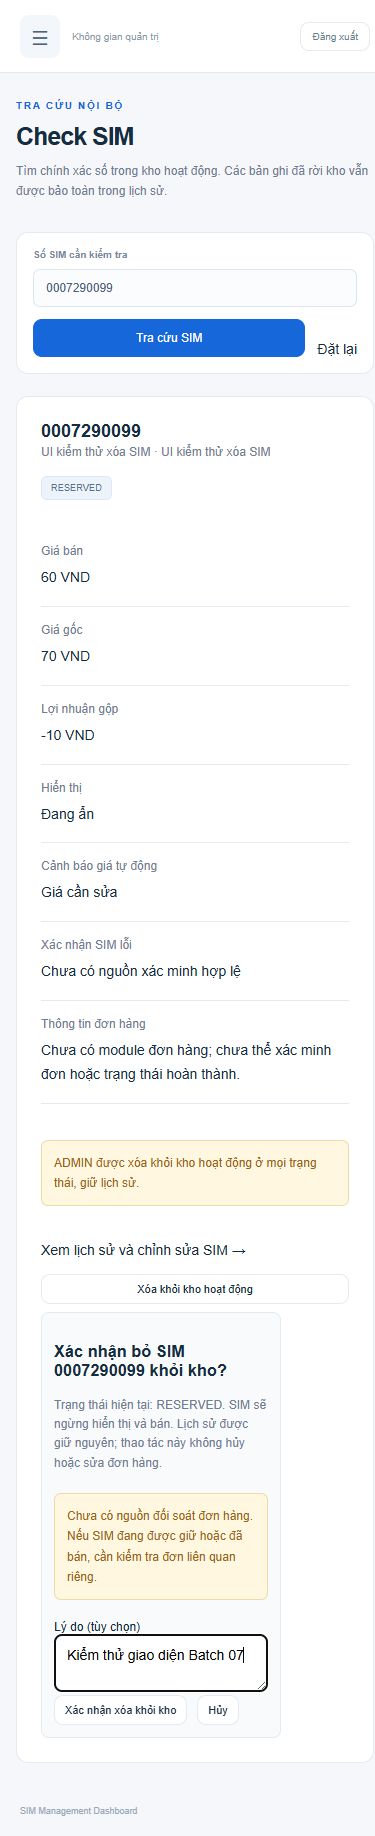 ☰ Không gian quản trị Đăng xuất
TRA CỨU NỘI BỘ
Check SIM
Tìm chính xác số trong kho hoạt động. Các bản ghi đã rời kho vẫn
được bảo toàn trong lịch sử.
Số SIM cần kiểm tra
0007290099
Tra cứu SIM Đặt lại
0007290099
UI kiểm thử xóa SIM · UI kiểm thử xóa SIM
RESERVED
Giá bán
60 VND
Giá gốc
70 VND
Lợi nhuận gộp
-10 VND
Hiển thị
Đang ẩn
Cảnh báo giá tự động
Giá cần sửa
Xác nhận SIM lỗi
Chưa có nguồn xác minh hợp lệ
Thông tin đơn hàng
Chưa có module đơn hàng; chưa thể xác minh
đơn hoặc trạng thái hoàn thành.
ADMIN được xóa khỏi kho hoạt động ở mọi trạng
thái, giữ lịch sử.
Xem lịch sử và chỉnh sửa SIM →
Xóa khỏi kho hoạt động
Xác nhận bỏ SIM
0007290099 khỏi kho?
Trạng thái hiện tại: RESERVED. SIM sẽ
ngừng hiển thị và bán. Lịch sử được
giữ nguyên; thao tác này không hủy
hoặc sửa đơn hàng.
Chưa có nguồn đối soát đơn hàng.
Nếu SIM đang được giữ hoặc đã
bán, cần kiểm tra đơn liên quan
riêng.
Lý do (tùy chọn)
Kiểm thử giao diện Batch 07
Xác nhận xóa khỏi kho Hủy
SIM Management Dashboard